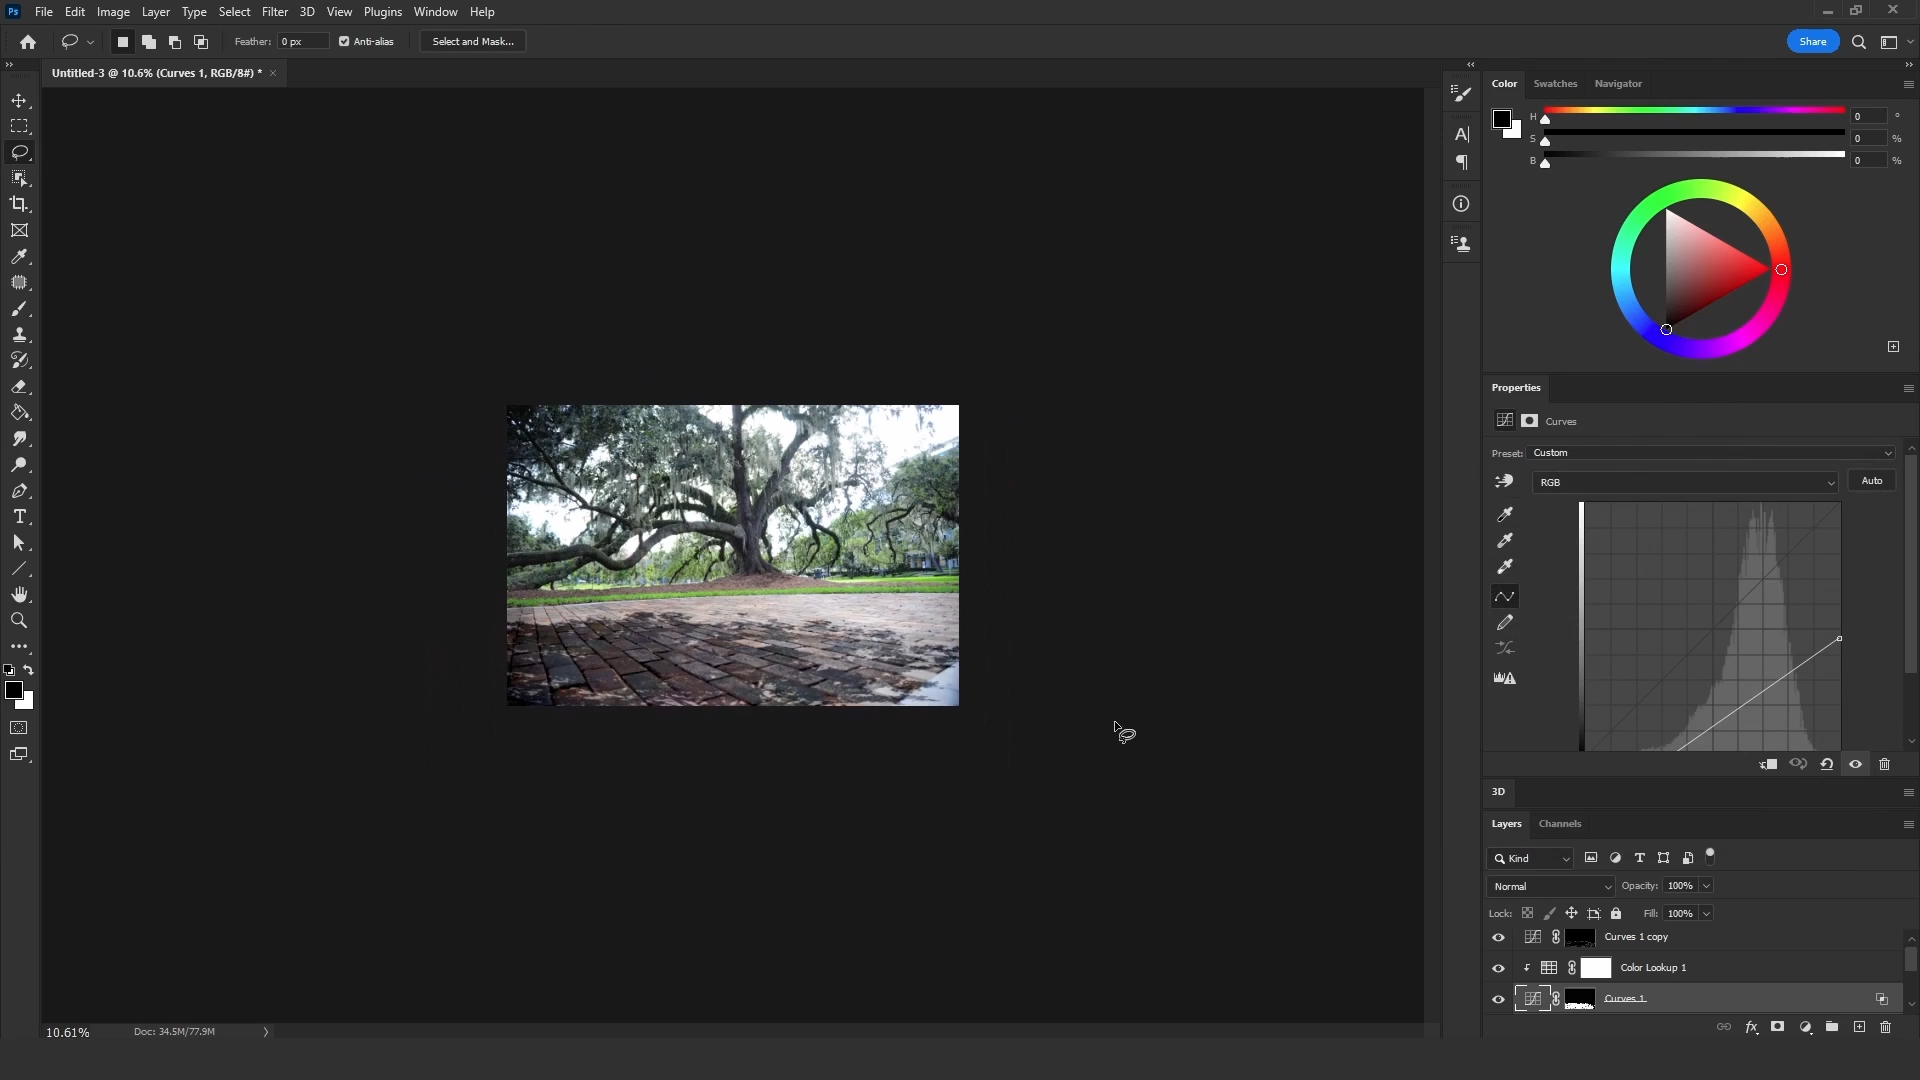 Ps File Edit Image Layer Type Select Filter 3D View Plugins Window Help
Feather: 0 px Anti-alias Select and Mask... Share
Untitled-3 @ 10.6% (Curves 1, RGB/8#) * ×
Color Swatches Navigator
H 0 °
S 0 %
B 0 %
Properties
Curves
Preset: Custom
RGB Auto
3D
Layers Channels
Kind
Normal Opacity: 100%
Lock: Fill: 100%
Curves 1 copy
Color Lookup 1
Curves 1
10.61% Doc: 34.5M/77.9M